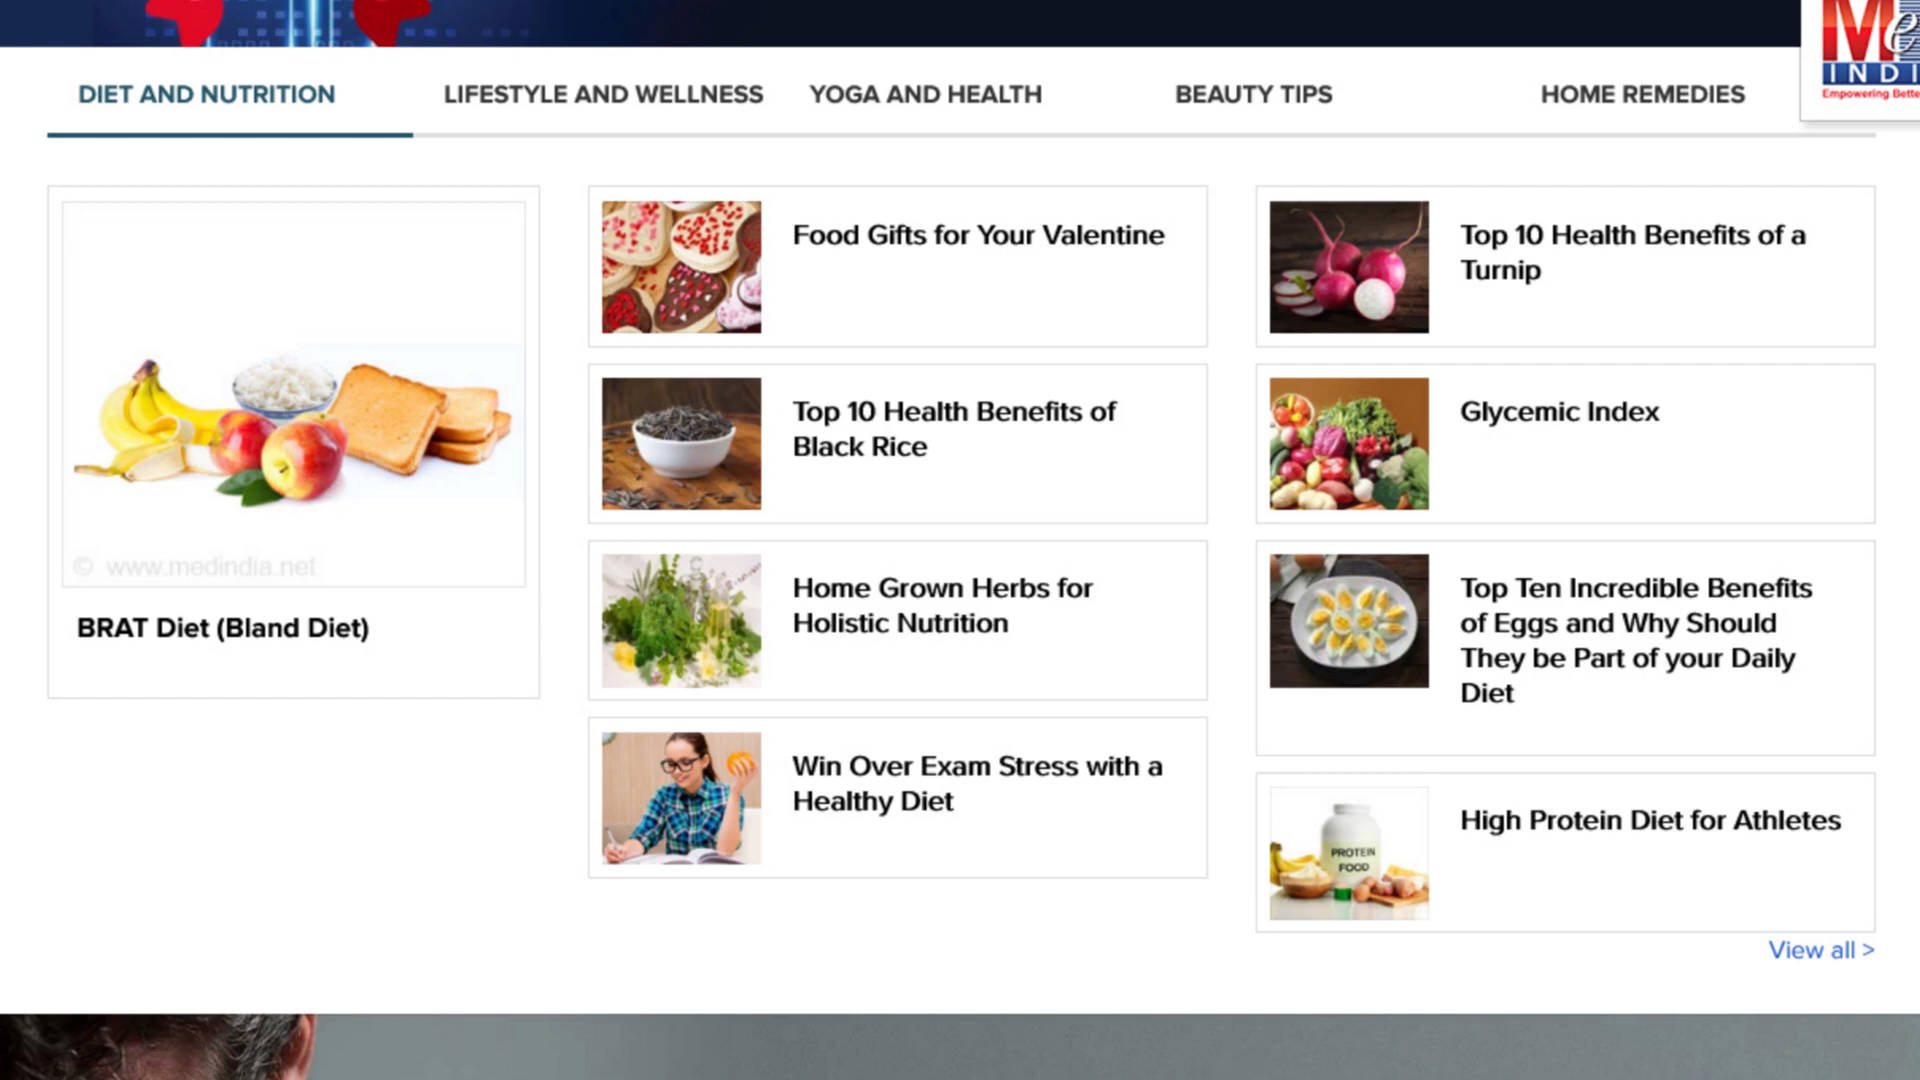 DIET AND NUTRITION
LIFESTYLE AND WELLNESS
YOGA AND HEALTH
BEAUTY TIPS
HOME REMEDIES
INDI
Empowering Bette
© www.medindia.net
BRAT Diet (Bland Diet)
Food Gifts for Your Valentine
Top 10 Health Benefits of
Black Rice
Home Grown Herbs for
Holistic Nutrition
Win Over Exam Stress with a
Healthy Diet
Top 10 Health Benefits of a
Turnip
Glycemic Index
Top Ten Incredible Benefits
of Eggs and Why Should
They be Part of your Daily
Diet
PROTEIN
FOOD
High Protein Diet for Athletes
View all >